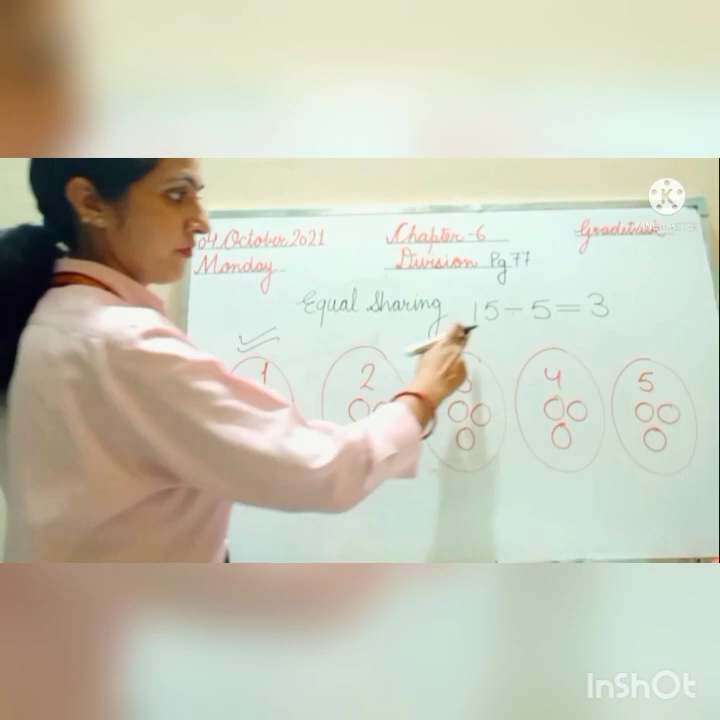 04 October 2021
Monday
Chapter-6
Division Pg 77
Equal Sharing 15÷5=3
1
2
3
4
5
K
InShOt